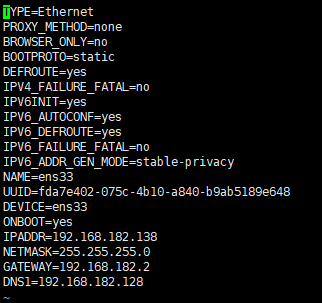 TYPE=Ethernet
PROXY_METHOD=none
BROWSER_ONLY=no
BOOTPROTO=static
DEFROUTE=yes
IPV4_FAILURE_FATAL=no
IPV6INIT=yes
IPV6_AUTOCONF=yes
IPV6_DEFROUTE=yes
IPV6_FAILURE_FATAL=no
IPV6_ADDR_GEN_MODE=stable-privacy
NAME=ens33
UUID=fda7e402-075c-4b10-a840-b9ab5189e648
DEVICE=ens33
ONBOOT=yes
IPADDR=192.168.182.138
NETMASK=255.255.255.0
GATEWAY=192.168.182.2
DNS1=192.168.182.128
~